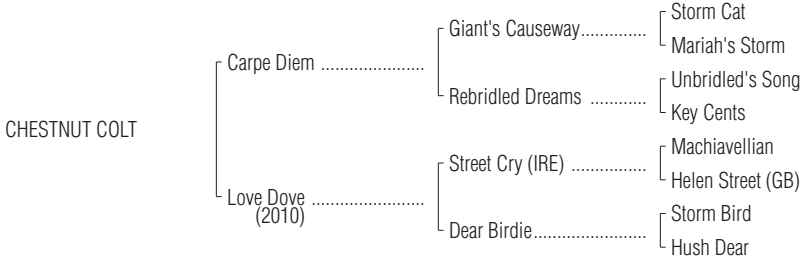 Storm Cat
Giant's Causeway..............
Mariah's Storm
Carpe Diem ......................
Unbridled's Song
Rebridled Dreams ............
Key Cents
CHESTNUT COLT
Machiavellian
Street Cry (IRE) ................
Helen Street (GB)
Love Dove ........................
(2010)
Storm Bird
Dear Birdie........................
Hush Dear